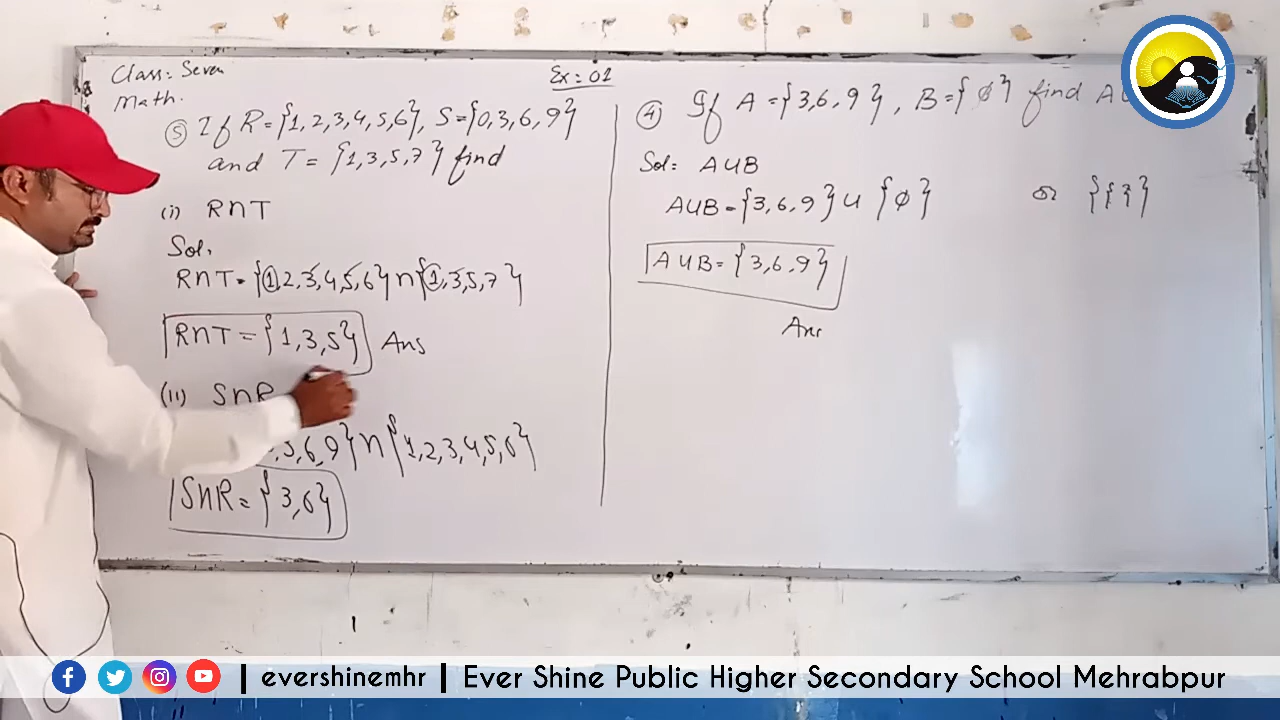 Class: Seven
Math.
Ex: 01
(5) If R = {1,2,3,4,5,6}, S={0,3,6,9}
and T = {1,3,5,7} find
(i) R∩T
Sol.
R∩T = {1,2,3,4,5,6} ∩ {1,3,5,7}
R∩T = {1,3,5} Ans
(ii) S∩R
,6,9} ∩ {1,2,3,4,5,6}
S∩R = {3,6}
(4) If A = {3,6,9}, B = {ϕ} find A
Sol: A∪B
A∪B = {3,6,9} ∪ {ϕ} or {{}}
A∪B = {3,6,9}
Ans
| evershinemhr | Ever Shine Public Higher Secondary School Mehrabpur